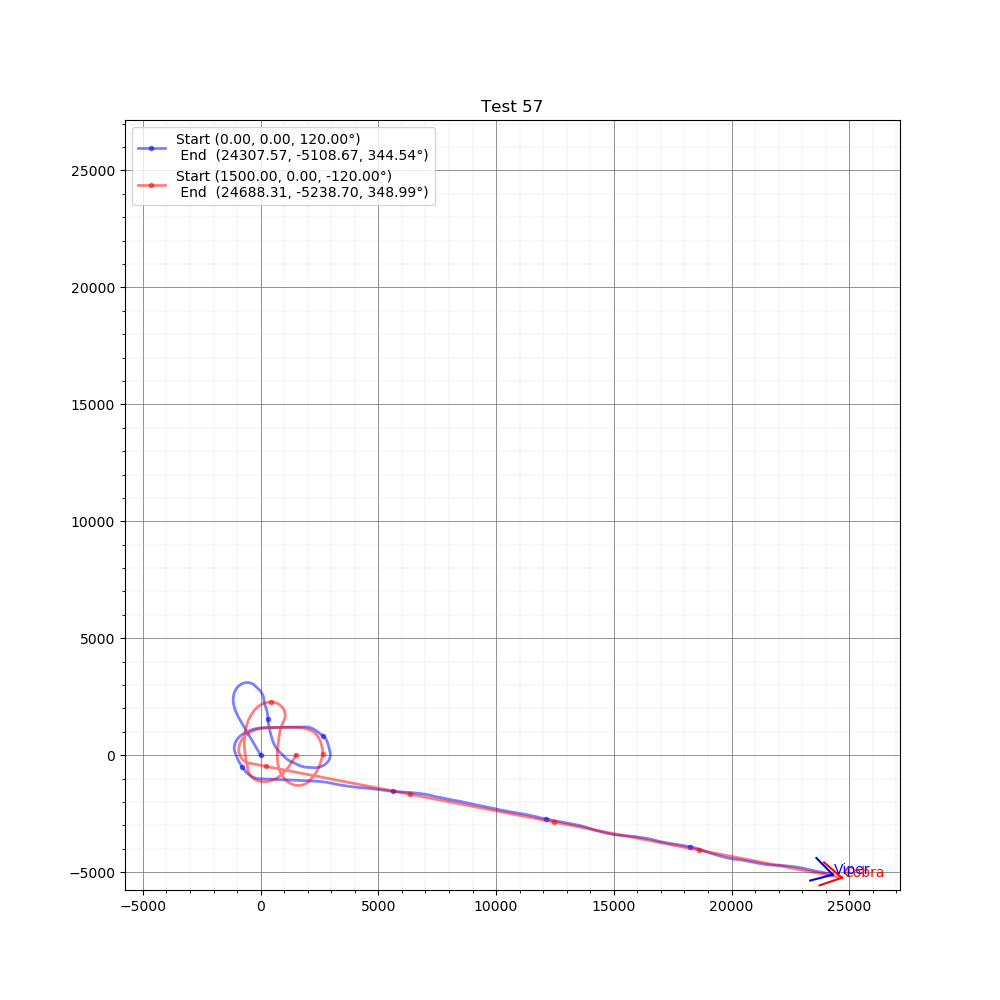 Test 57
Start (0.00, 0.00, 120.00°)
End (24307.57, -5108.67, 344.54°)
Start (1500.00, 0.00, -120.00°)
End (24688.31, -5238.70, 348.99°)
25000
20000
15000
10000
5000
0
−5000
Viper
Cobra
−5000 0 5000 10000 15000 20000 25000